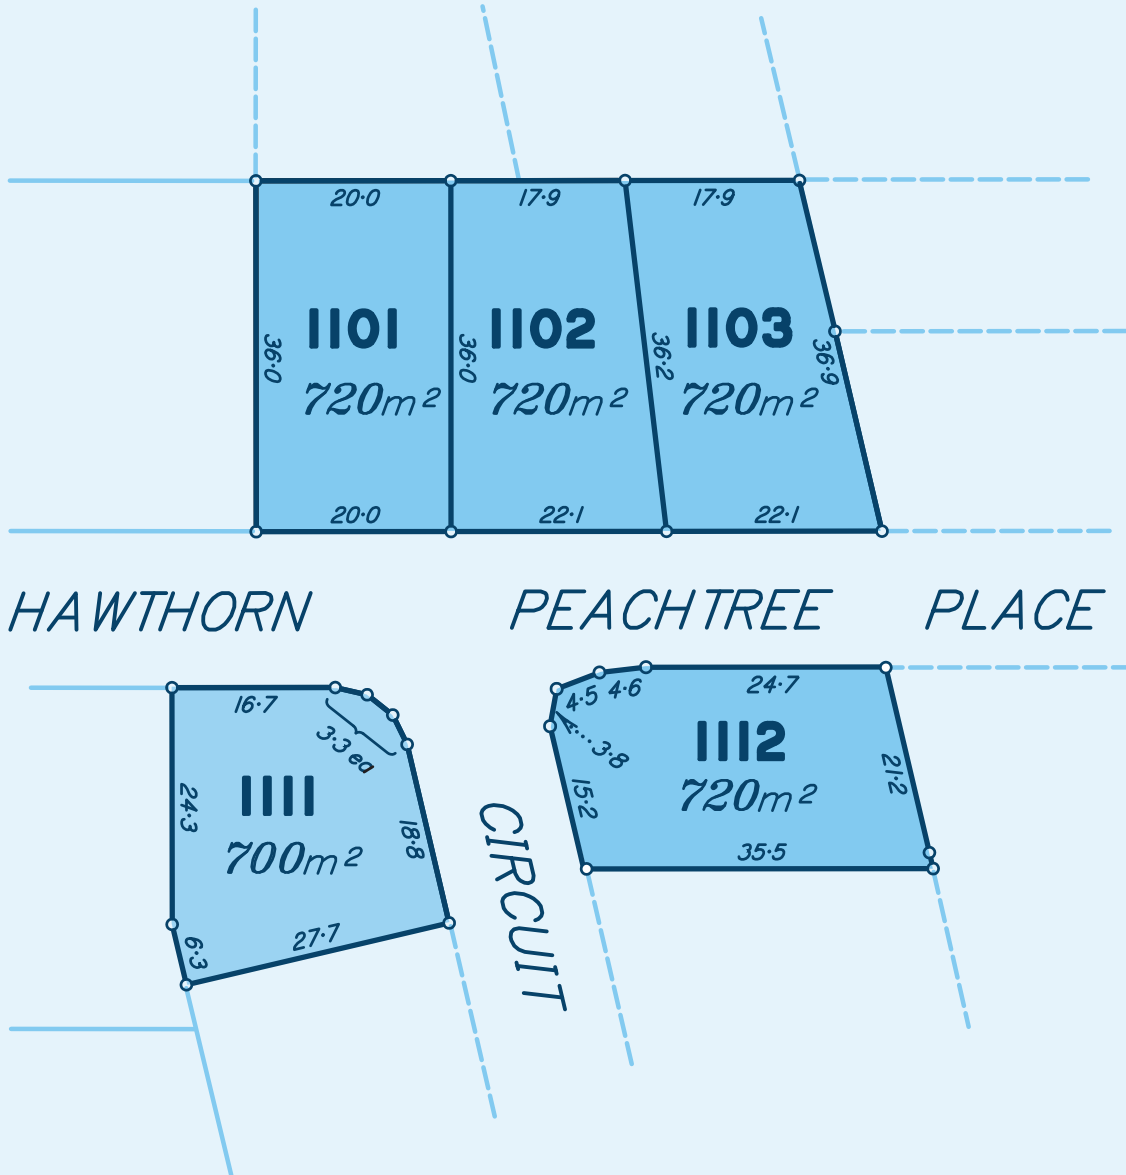 20·0
17·9
17·9
1101
1102
1103
36·0
36·0
36·2
36·9
720m²
720m²
720m²
20·0
22·1
22·1
HAWTHORN
PEACHTREE
PLACE
16·7
3·3 ea
1111
700m²
24·3
18·8
6·3
27·7
CIRCUIT
4·5
4·6
24·7
3·8
1112
720m²
15·2
21·2
35·5